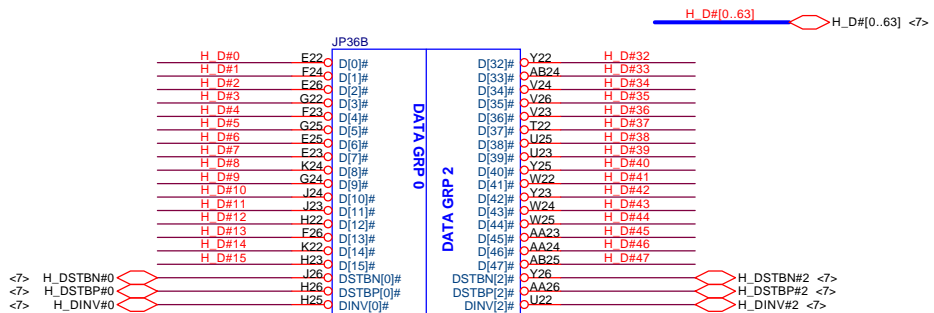 H_D#[0..63] H_D#[0..63] <7>
JP36B
H_D#0 E22 D[0]# D[32]# Y22 H_D#32
H_D#1 F24 D[1]# D[33]# AB24 H_D#33
H_D#2 E26 D[2]# D[34]# V24 H_D#34
H_D#3 G22 D[3]# D[35]# V26 H_D#35
H_D#4 F23 D[4]# D[36]# V23 H_D#36
H_D#5 G25 D[5]# D[37]# T22 H_D#37
H_D#6 E25 D[6]# D[38]# U25 H_D#38
H_D#7 E23 D[7]# D[39]# U23 H_D#39
H_D#8 K24 D[8]# D[40]# Y25 H_D#40
H_D#9 G24 D[9]# D[41]# W22 H_D#41
H_D#10 J24 D[10]# D[42]# Y23 H_D#42
H_D#11 J23 D[11]# D[43]# W24 H_D#43
H_D#12 H22 D[12]# D[44]# W25 H_D#44
H_D#13 F26 D[13]# D[45]# AA23 H_D#45
H_D#14 K22 D[14]# D[46]# AA24 H_D#46
H_D#15 H23 D[15]# D[47]# AB25 H_D#47
<7> H_DSTBN#0 J26 DSTBN[0]# DSTBN[2]# Y26 H_DSTBN#2 <7>
<7> H_DSTBP#0 H26 DSTBP[0]# DSTBP[2]# AA26 H_DSTBP#2 <7>
<7> H_DINV#0 H25 DINV[0]# DINV[2]# U22 H_DINV#2 <7>
DATA GRP 0
DATA GRP 2